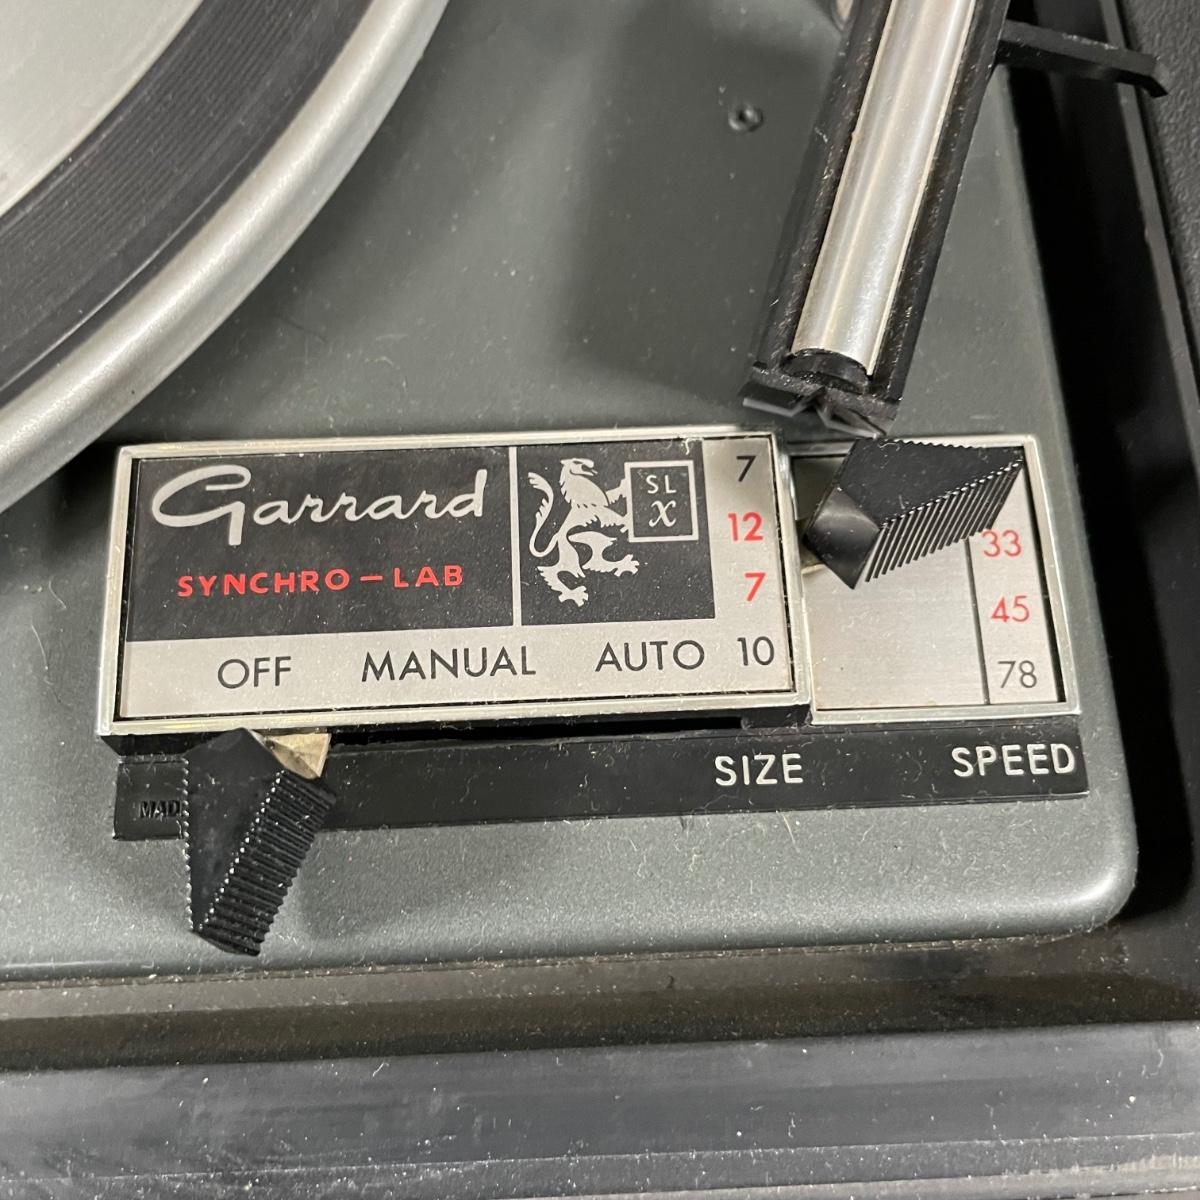 Garrard
SYNCHRO-LAB
SL
X
7
12
7
10
OFF MANUAL AUTO
33
45
78
SIZE SPEED